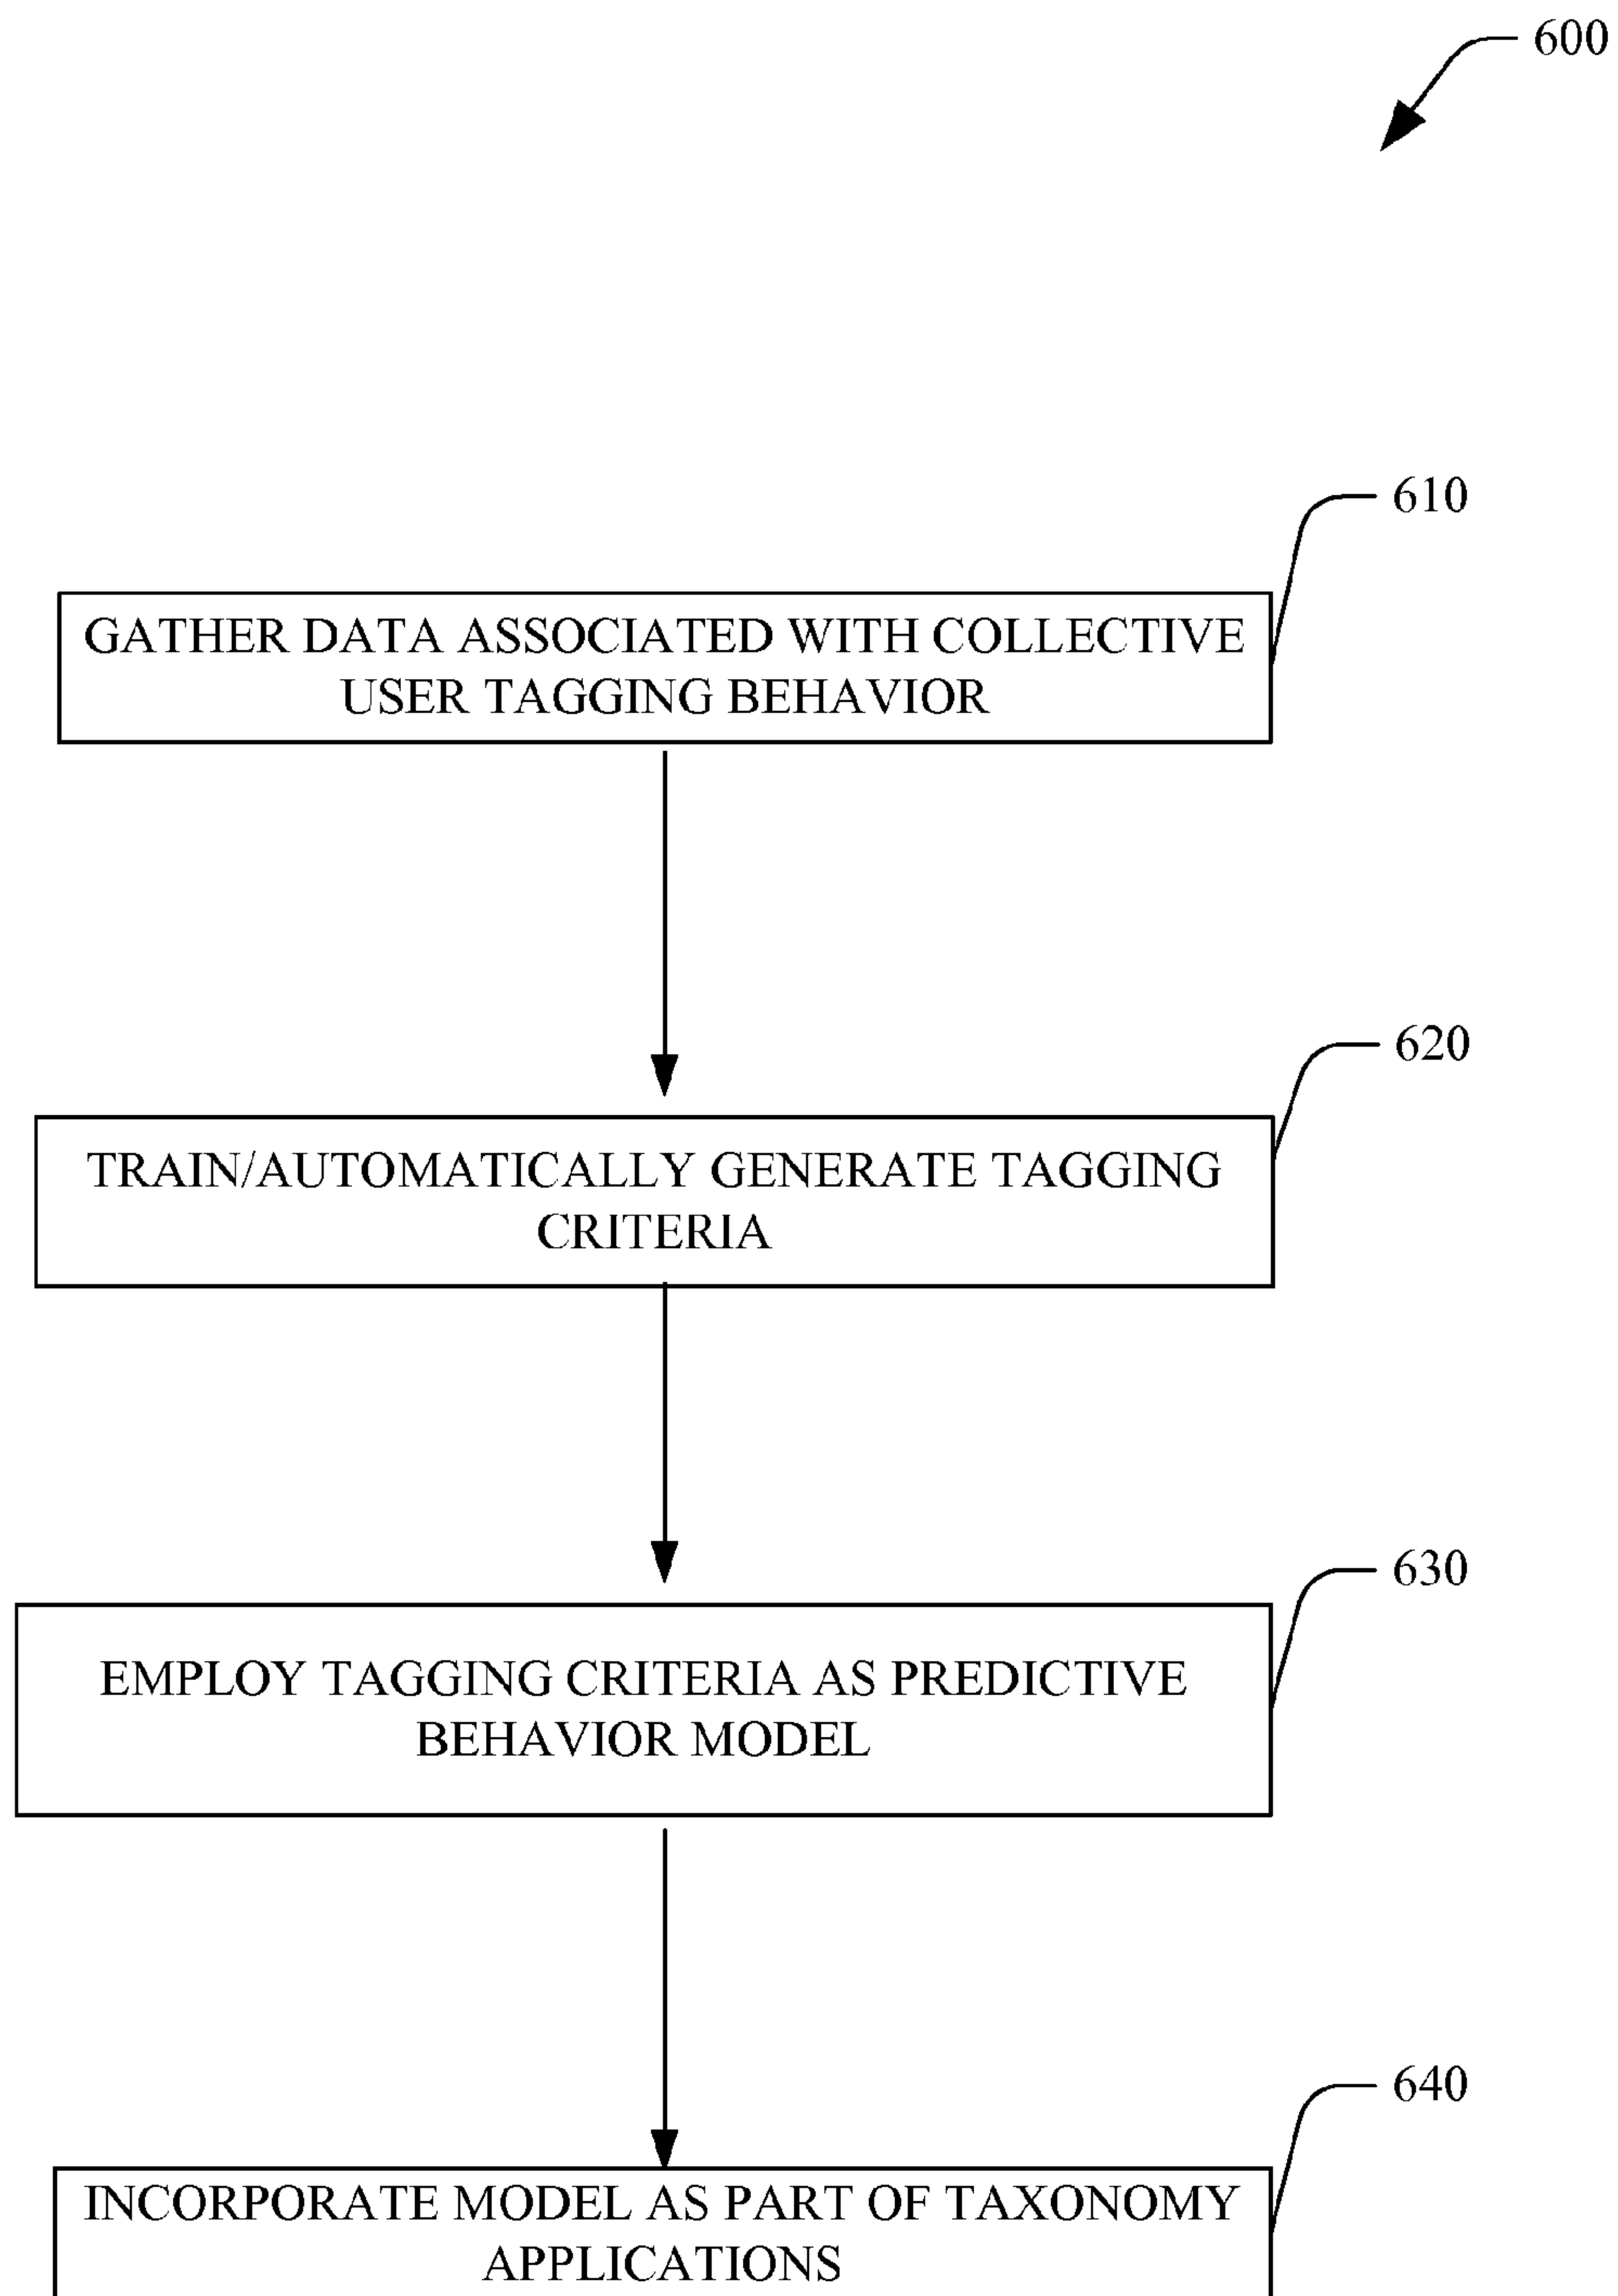 600
610
GATHER DATA ASSOCIATED WITH COLLECTIVE
USER TAGGING BEHAVIOR
620
TRAIN/AUTOMATICALLY GENERATE TAGGING
CRITERIA
630
EMPLOY TAGGING CRITERIA AS PREDICTIVE
BEHAVIOR MODEL
640
INCORPORATE MODEL AS PART OF TAXONOMY
APPLICATIONS